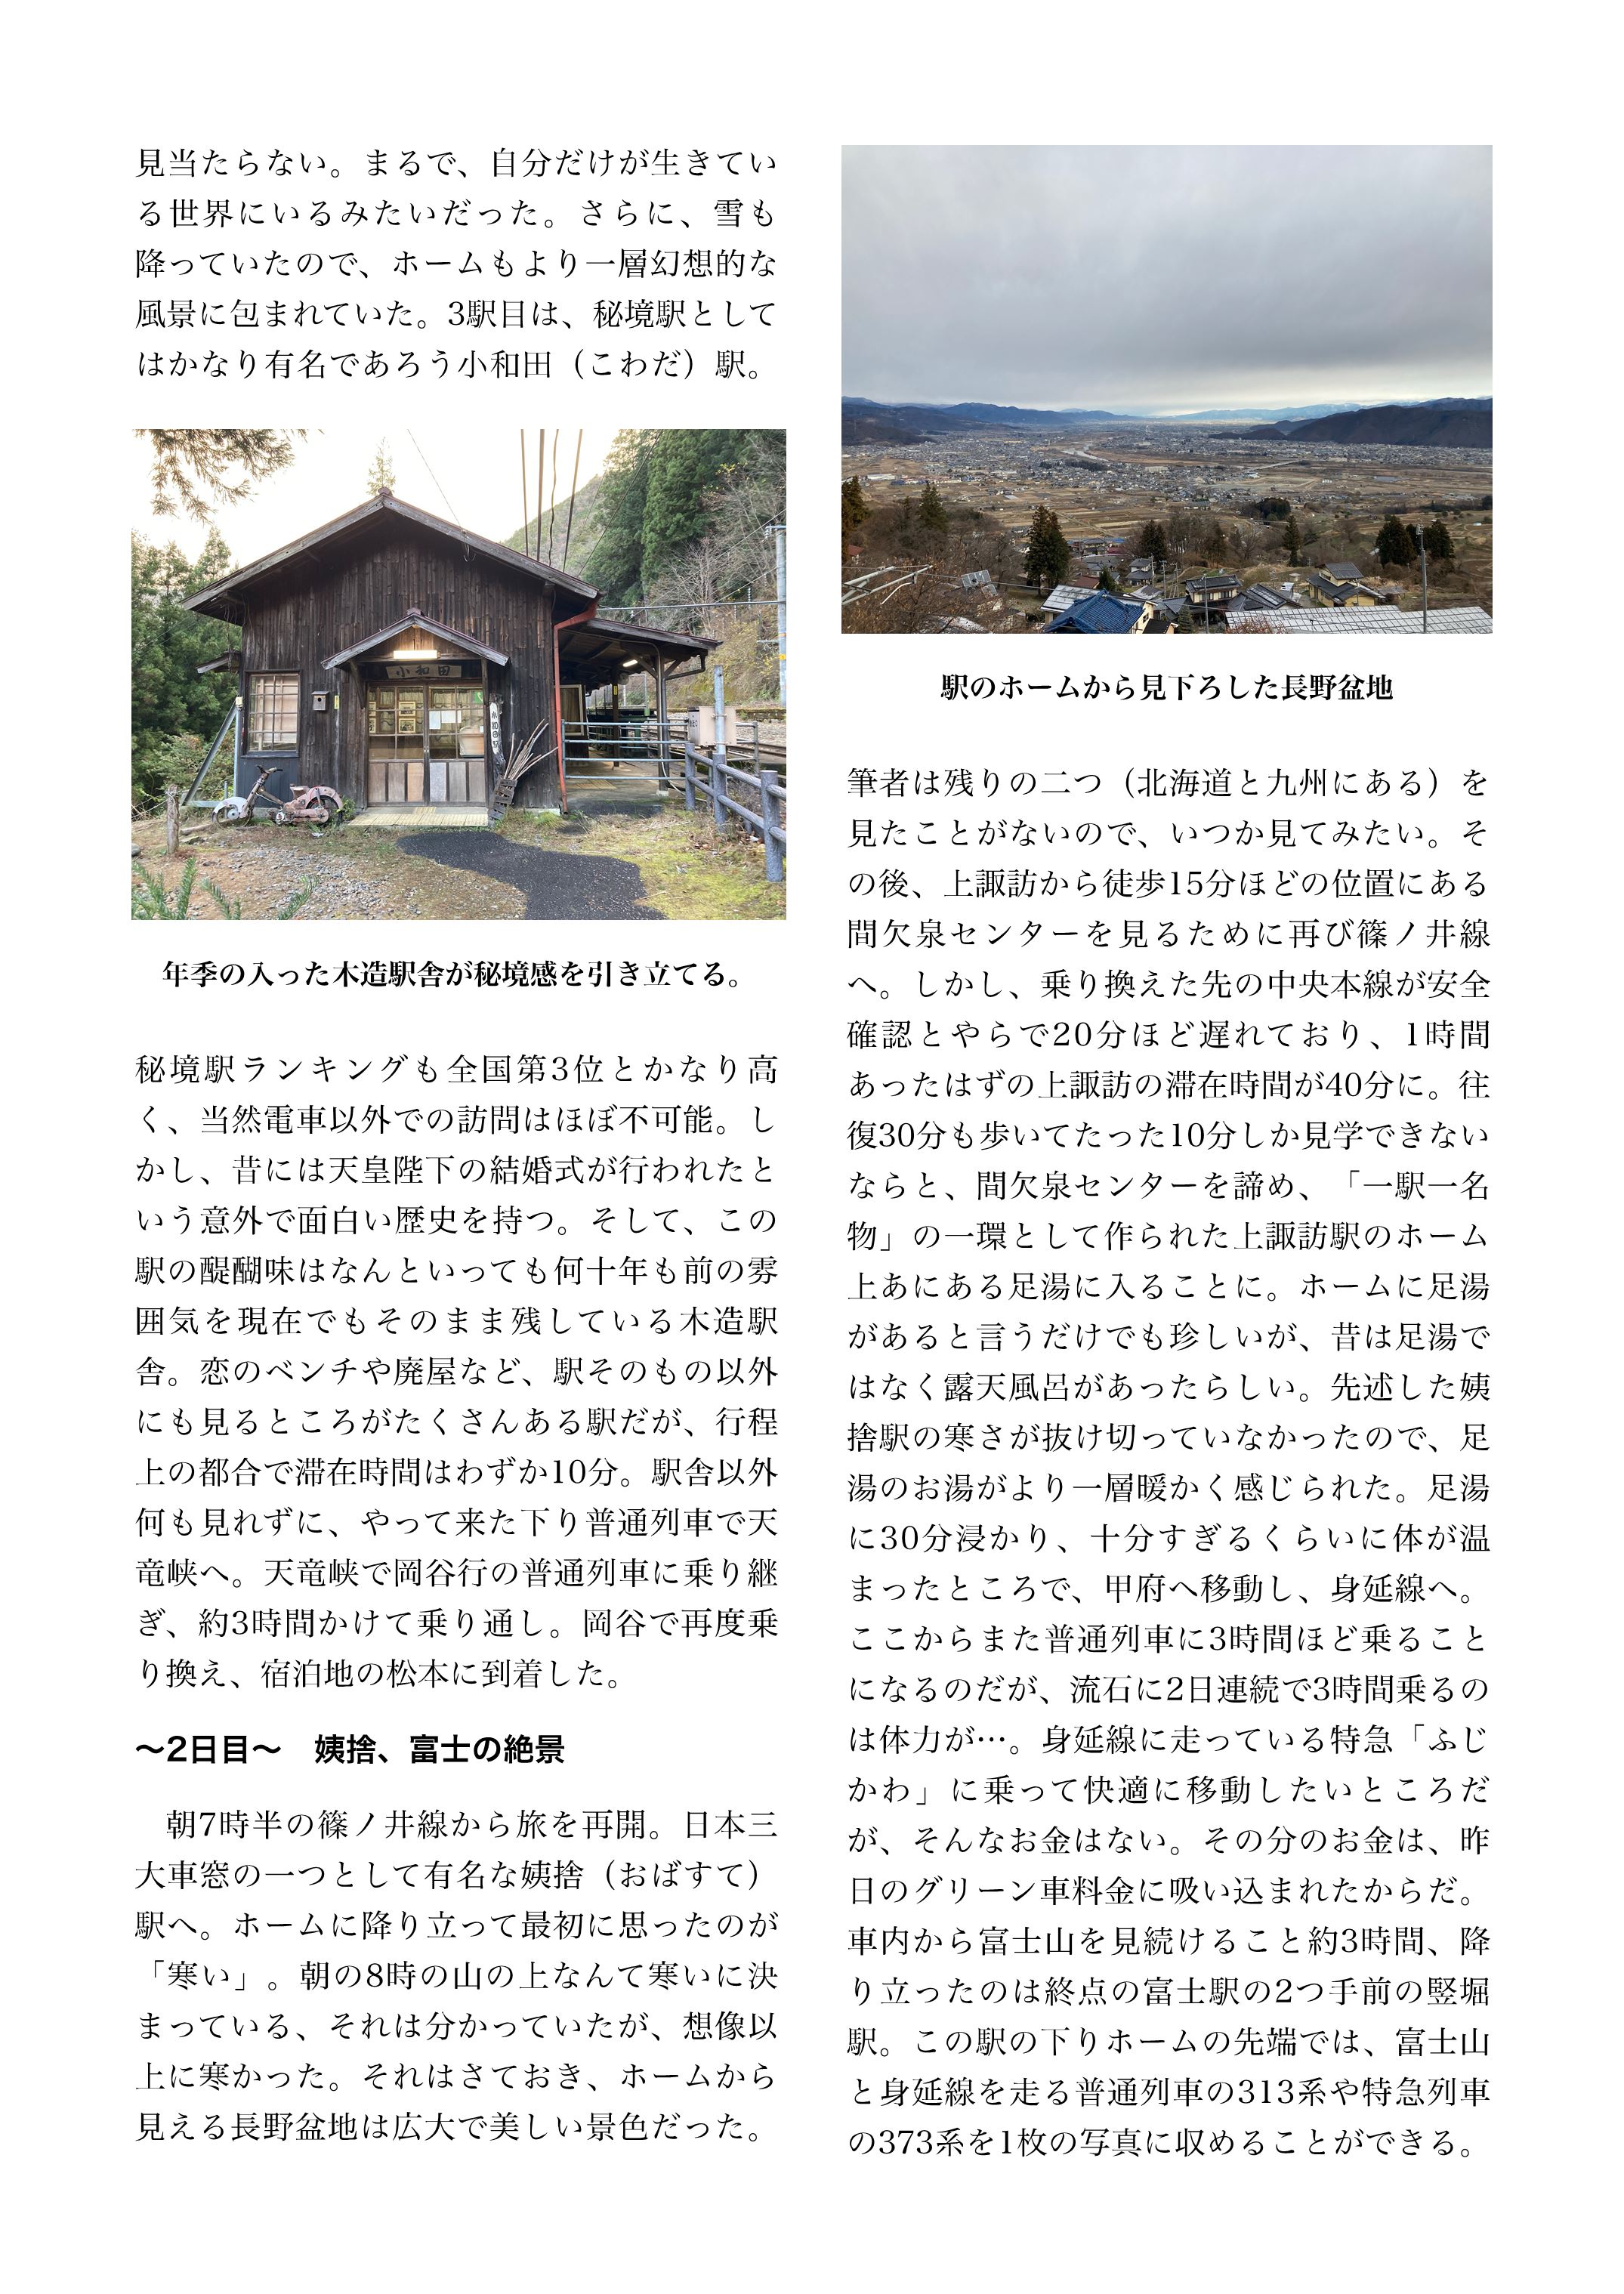 見当たらない。まるで、自分だけが生きてい
る世界にいるみたいだった。さらに、雪も
降っていたので、ホームもより一層幻想的な
風景に包まれていた。3駅目は、秘境駅として
はかなり有名であろう小和田（こわだ）駅。
小和田
小和田駅
年季の入った木造駅舎が秘境感を引き立てる。
秘境駅ランキングも全国第3位とかなり高
く、当然電車以外での訪問はほぼ不可能。し
かし、昔には天皇陛下の結婚式が行われたと
いう意外で面白い歴史を持つ。そして、この
駅の醍醐味はなんといっても何十年も前の雰
囲気を現在でもそのまま残している木造駅
舎。恋のベンチや廃屋など、駅そのもの以外
にも見るところがたくさんある駅だが、行程
上の都合で滞在時間はわずか10分。駅舎以外
何も見れずに、やって来た下り普通列車で天
竜峡へ。天竜峡で岡谷行の普通列車に乗り継
ぎ、約3時間かけて乗り通し。岡谷で再度乗
り換え、宿泊地の松本に到着した。
〜2日目〜　姨捨、富士の絶景
　朝7時半の篠ノ井線から旅を再開。日本三
大車窓の一つとして有名な姨捨（おばすて）
駅へ。ホームに降り立って最初に思ったのが
「寒い」。朝の8時の山の上なんて寒いに決
まっている、それは分かっていたが、想像以
上に寒かった。それはさておき、ホームから
見える長野盆地は広大で美しい景色だった。
駅のホームから見下ろした長野盆地
筆者は残りの二つ（北海道と九州にある）を
見たことがないので、いつか見てみたい。そ
の後、上諏訪から徒歩15分ほどの位置にある
間欠泉センターを見るために再び篠ノ井線
へ。しかし、乗り換えた先の中央本線が安全
確認とやらで20分ほど遅れており、1時間
あったはずの上諏訪の滞在時間が40分に。往
復30分も歩いてたった10分しか見学できない
ならと、間欠泉センターを諦め、「一駅一名
物」の一環として作られた上諏訪駅のホーム
上あにある足湯に入ることに。ホームに足湯
があると言うだけでも珍しいが、昔は足湯で
はなく露天風呂があったらしい。先述した姨
捨駅の寒さが抜け切っていなかったので、足
湯のお湯がより一層暖かく感じられた。足湯
に30分浸かり、十分すぎるくらいに体が温
まったところで、甲府へ移動し、身延線へ。
ここからまた普通列車に3時間ほど乗ること
になるのだが、流石に2日連続で3時間乗るの
は体力が…。身延線に走っている特急「ふじ
かわ」に乗って快適に移動したいところだ
が、そんなお金はない。その分のお金は、昨
日のグリーン車料金に吸い込まれたからだ。
車内から富士山を見続けること約3時間、降
り立ったのは終点の富士駅の2つ手前の竪堀
駅。この駅の下りホームの先端では、富士山
と身延線を走る普通列車の313系や特急列車
の373系を1枚の写真に収めることができる。